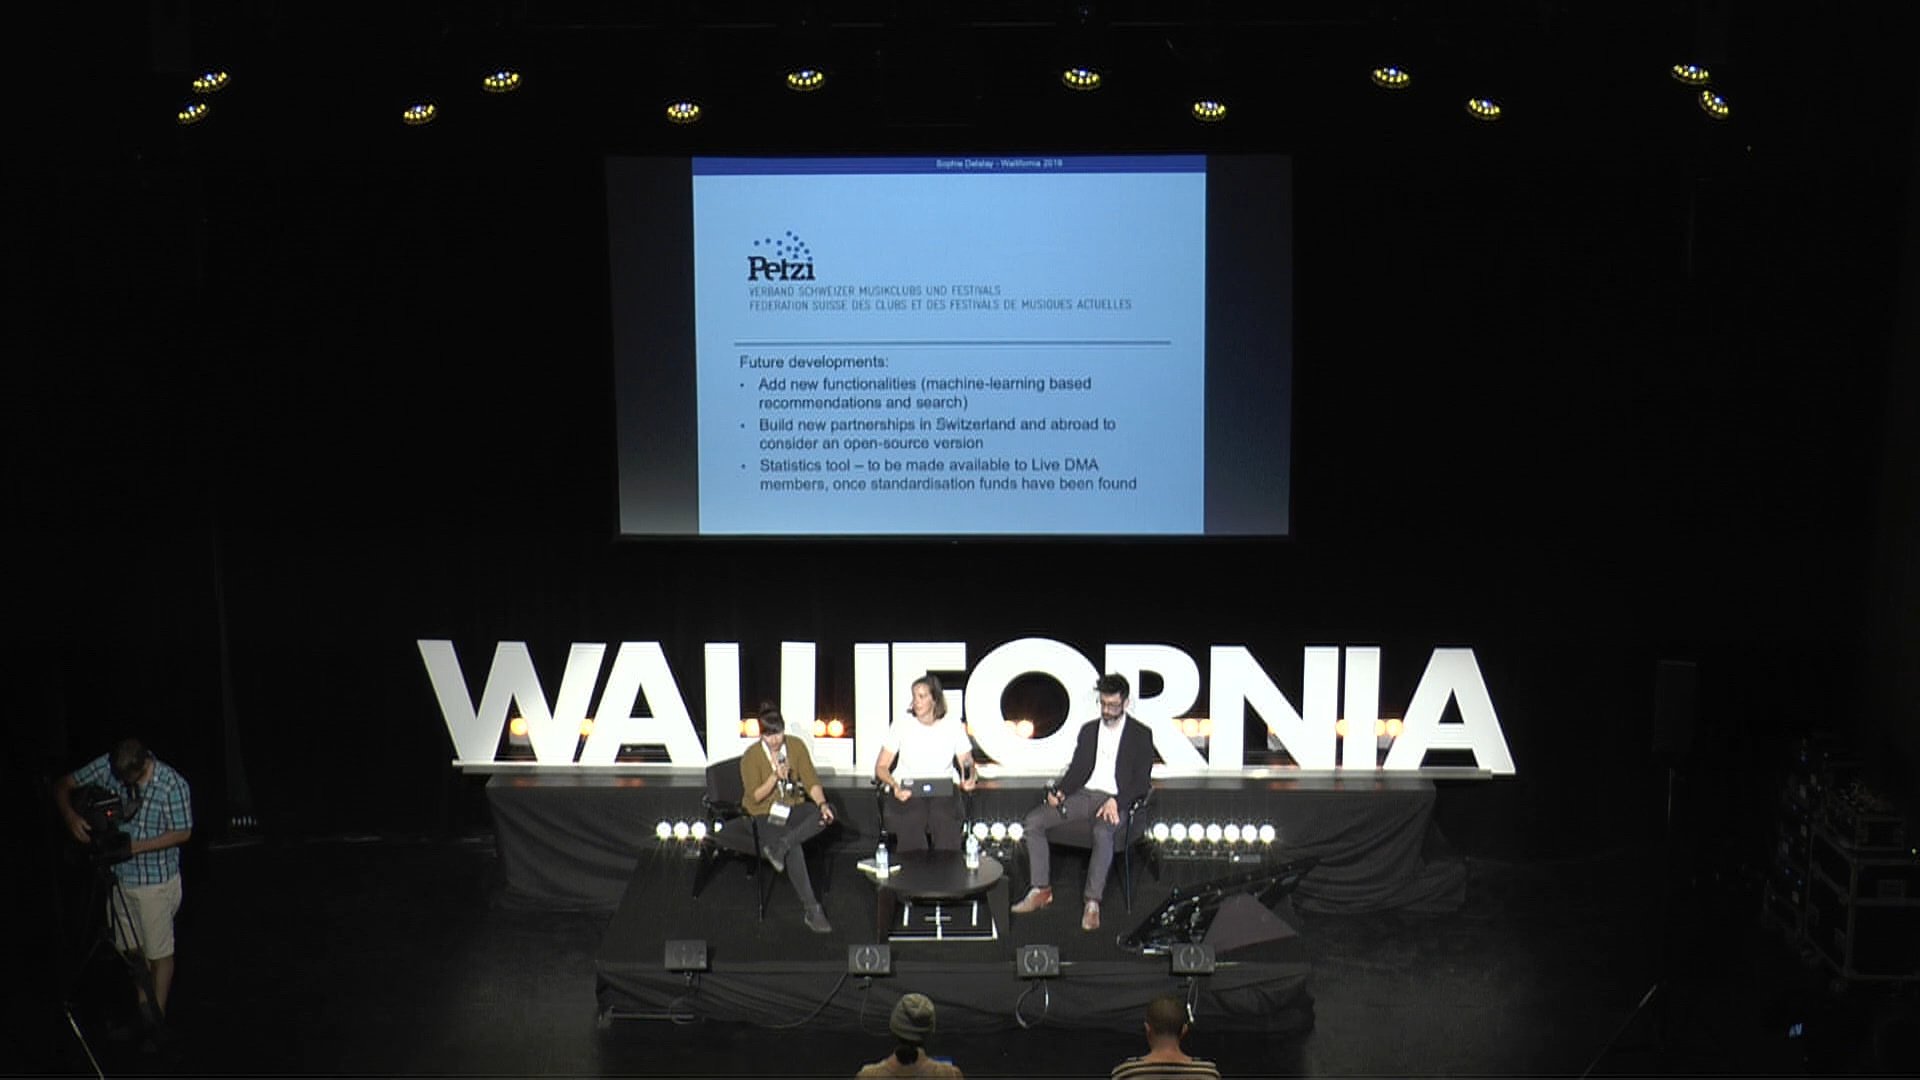 Sophie Delaloy - Wallifornia 2019
Petzi
VERBAND SCHWEIZER MUSIKCLUBS UND FESTIVALS
FEDERATION SUISSE DES CLUBS ET DES FESTIVALS DE MUSIQUES ACTUELLES
Future developments:
• Add new functionalities (machine-learning based
recommendations and search)
• Build new partnerships in Switzerland and abroad to
consider an open-source version
• Statistics tool – to be made available to Live DMA
members, once standardisation funds have been found
WALLIFORNIA